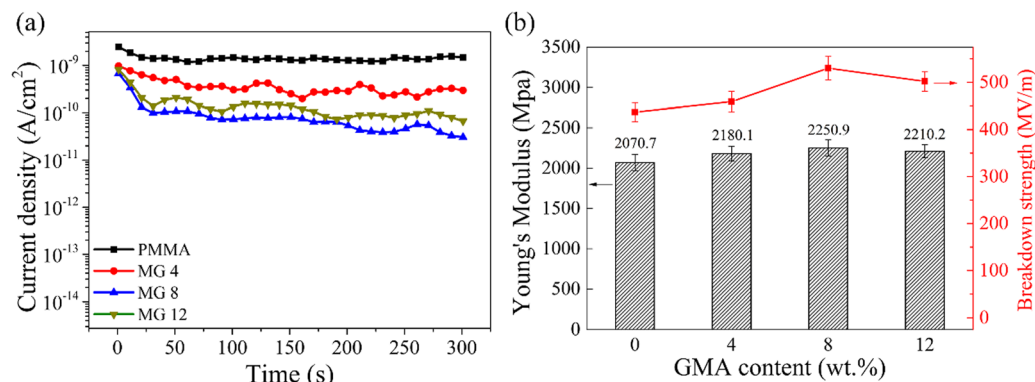 (a)
Current density (A/cm²)
10⁻⁹
10⁻¹⁰
10⁻¹¹
10⁻¹²
10⁻¹³
10⁻¹⁴
PMMA
MG 4
MG 8
MG 12
0 50 100 150 200 250 300
Time (s)
(b)
Young's Modulus (Mpa)
3500
3000
2500
2000
1500
1000
500
0
2070.7 2180.1 2250.9 2210.2
0 4 8 12
GMA content (wt.%)
500
400
300
200
100
0
Breakdown strength (MV/m)